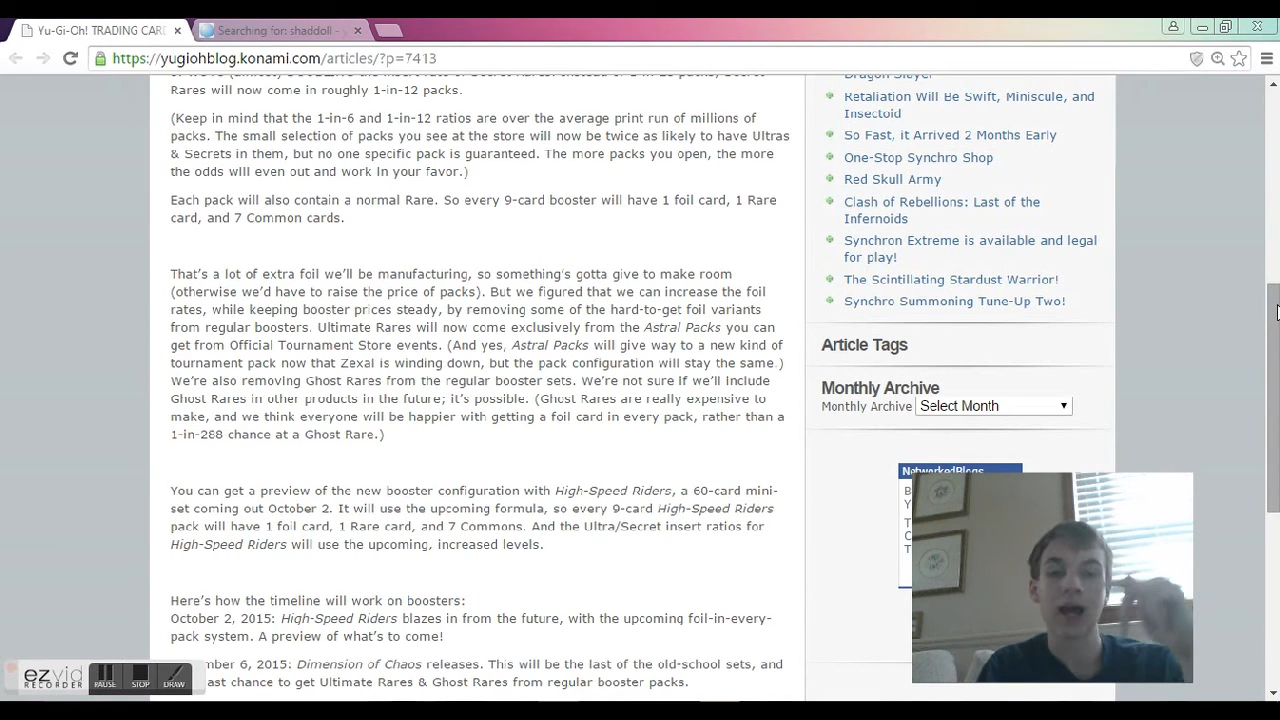 Yu-Gi-Oh! TRADING CARD
Searching for: shaddoll -
https://yugiohblog.konami.com/articles/?p=7413
Rares will now come in roughly 1-in-12 packs.
(Keep in mind that the 1-in-6 and 1-in-12 ratios are over the average print run of millions of
packs. The small selection of packs you see at the store will now be twice as likely to have Ultras
& Secrets in them, but no one specific pack is guaranteed. The more packs you open, the more
the odds will even out and work in your favor.)
Each pack will also contain a normal Rare. So every 9-card booster will have 1 foil card, 1 Rare
card, and 7 Common cards.
That's a lot of extra foil we'll be manufacturing, so something's gotta give to make room
(otherwise we'd have to raise the price of packs). But we figured that we can increase the foil
rates, while keeping booster prices steady, by removing some of the hard-to-get foil variants
from regular boosters. Ultimate Rares will now come exclusively from the Astral Packs you can
get from Official Tournament Store events. (And yes, Astral Packs will give way to a new kind of
tournament pack now that Zexal is winding down, but the pack configuration will stay the same.)
We're also removing Ghost Rares from the regular booster sets. We're not sure if we'll include
Ghost Rares in other products in the future; it's possible. (Ghost Rares are really expensive to
make, and we think everyone will be happier with getting a foil card in every pack, rather than a
1-in-288 chance at a Ghost Rare.)
You can get a preview of the new booster configuration with High-Speed Riders, a 60-card mini-
set coming out October 2. It will use the upcoming formula, so every 9-card High-Speed Riders
pack will have 1 foil card, 1 Rare card, and 7 Commons. And the Ultra/Secret insert ratios for
High-Speed Riders will use the upcoming, increased levels.
Here's how the timeline will work on boosters:
October 2, 2015: High-Speed Riders blazes in from the future, with the upcoming foil-in-every-
pack system. A preview of what's to come!
mber 6, 2015: Dimension of Chaos releases. This will be the last of the old-school sets, and
ast chance to get Ultimate Rares & Ghost Rares from regular booster packs.
Dragon Slayer
Retaliation Will Be Swift, Miniscule, and
Insectoid
So Fast, it Arrived 2 Months Early
One-Stop Synchro Shop
Red Skull Army
Clash of Rebellions: Last of the
Infernoids
Synchron Extreme is available and legal
for play!
The Scintillating Stardust Warrior!
Synchro Summoning Tune-Up Two!
Article Tags
Monthly Archive
Monthly Archive Select Month
NetworkedBlogs
ezvid
RECORDER
PAUSE
STOP
DRAW